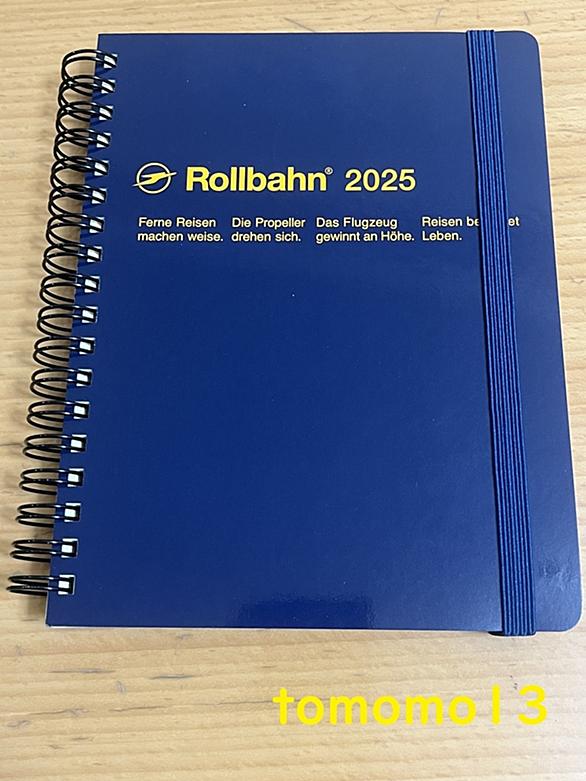 Rollbahn® 2025
Ferne Reisen Die Propeller Das Flugzeug Reisen
machen weise. drehen sich. gewinnt an Höhe. Leben.
tomomo13